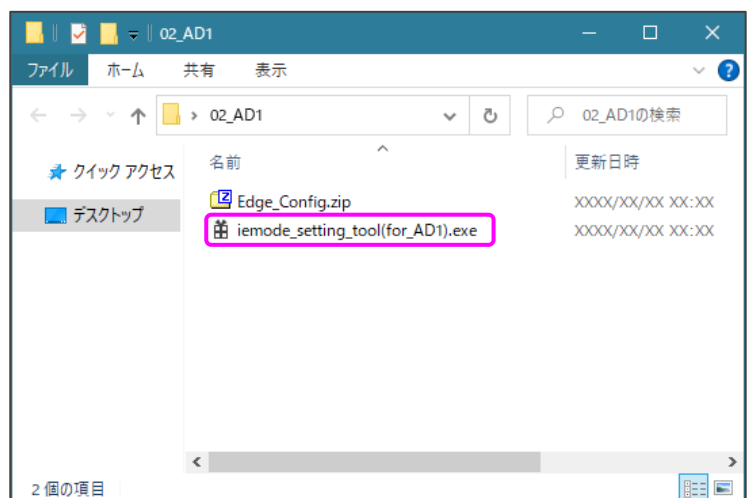 02_AD1
ファイル ホーム 共有 表示
02_AD1 02_AD1の検索
クイック アクセス
デスクトップ
名前 更新日時
Edge_Config.zip XXXX/XX/XX XX:XX
iemode_setting_tool(for_AD1).exe XXXX/XX/XX XX:XX
2 個の項目